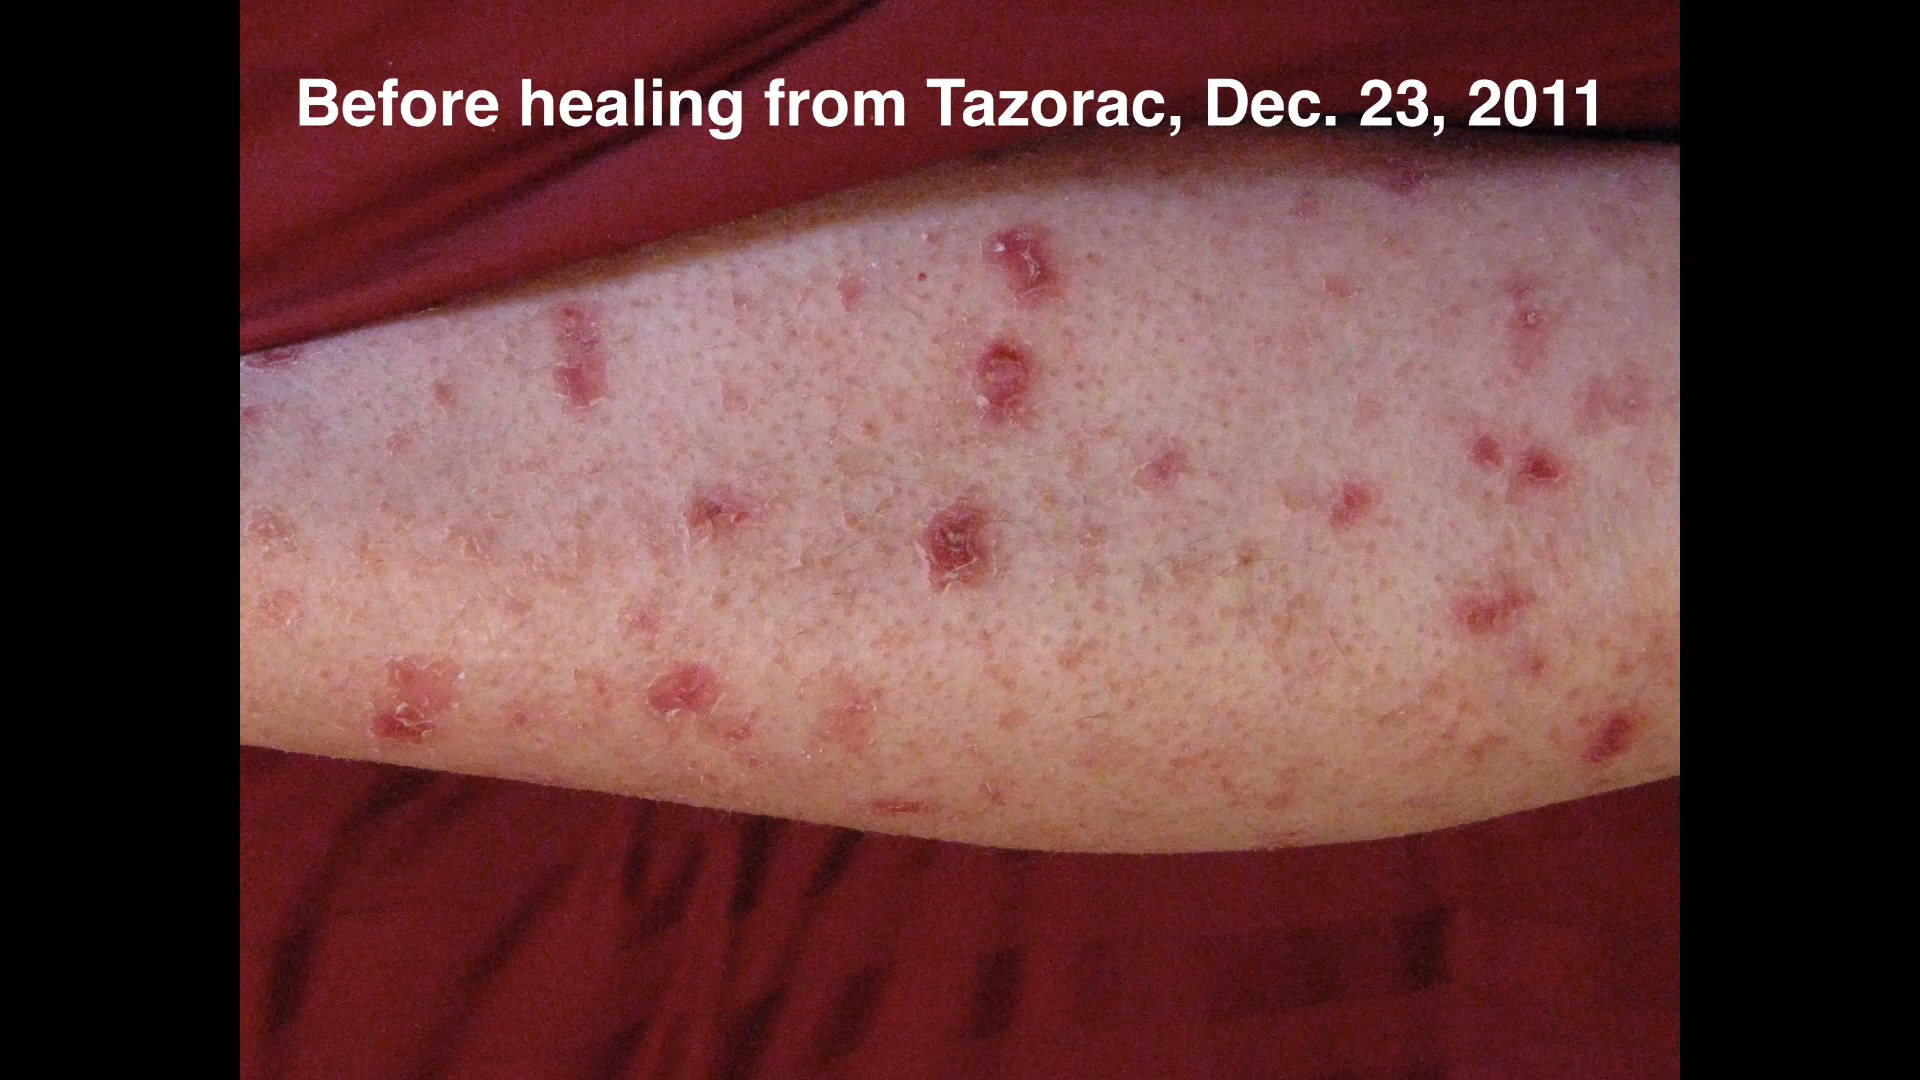 Before healing from Tazorac, Dec. 23, 2011